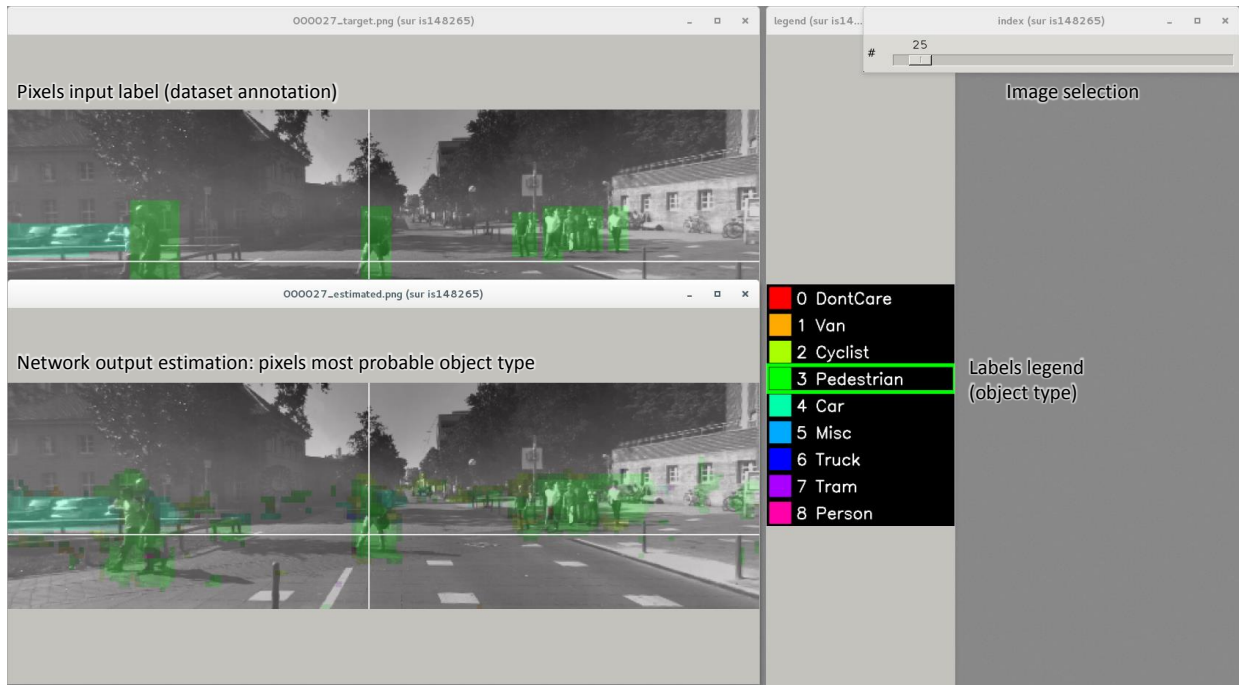 000027_target.png (sur is148265)
legend (sur is14...
index (sur is148265)
#
25
Pixels input label (dataset annotation)
Image selection
000027_estimated.png (sur is148265)
Network output estimation: pixels most probable object type
0 DontCare
1 Van
2 Cyclist
3 Pedestrian
4 Car
5 Misc
6 Truck
7 Tram
8 Person
Labels legend
(object type)